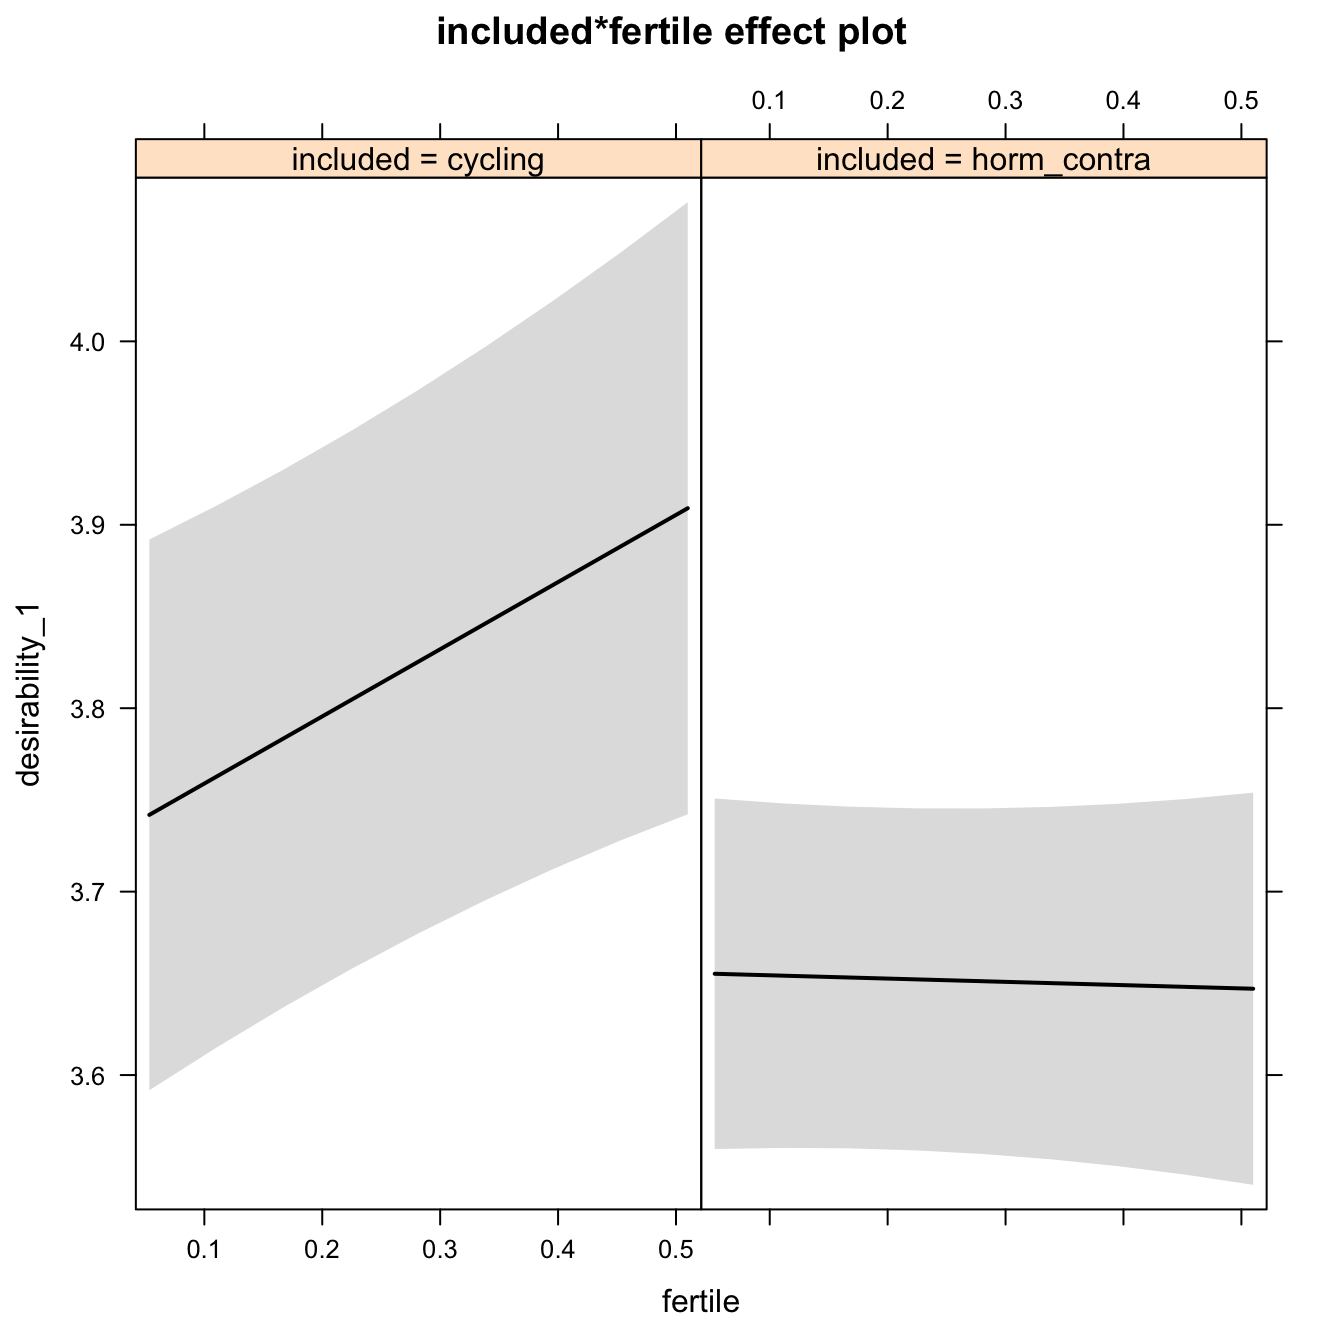 included*fertile effect plot
0.1 0.2 0.3 0.4 0.5
included = cycling included = horm_contra
4.0
3.9
3.8
3.7
3.6
desirability_1
0.1 0.2 0.3 0.4 0.5
fertile